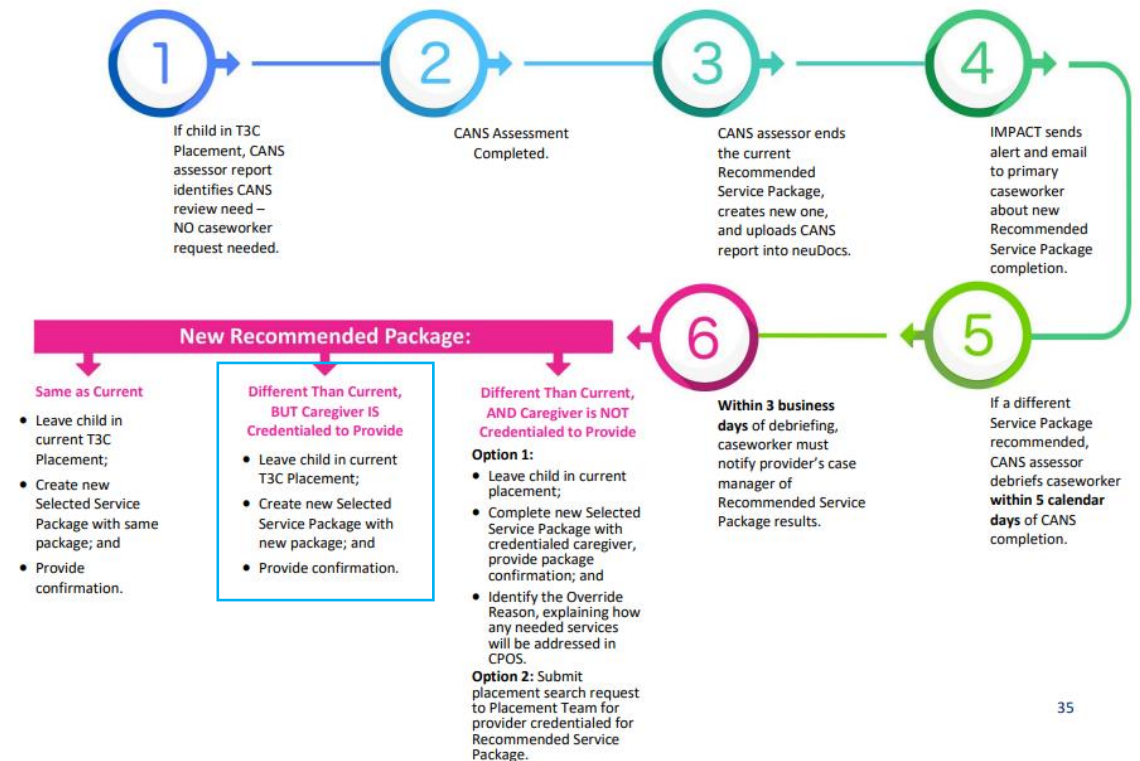 1
If child in T3C
Placement, CANS
assessor report
identifies CANS
review need –
NO caseworker
request needed.
2
CANS Assessment
Completed.
3
CANS assessor ends
the current
Recommended
Service Package,
creates new one,
and uploads CANS
report into neuDocs.
4
IMPACT sends
alert and email
to primary
caseworker
about new
Recommended
Service Package
completion.
5
If a different
Service Package
recommended,
CANS assessor
debriefs caseworker
within 5 calendar
days of CANS
completion.
6
Within 3 business
days of debriefing,
caseworker must
notify provider's case
manager of
Recommended Service
Package results.
New Recommended Package:
Same as Current
• Leave child in
current T3C
Placement;
• Create new
Selected Service
Package with same
package; and
• Provide
confirmation.
Different Than Current,
BUT Caregiver IS
Credentialed to Provide
• Leave child in current
T3C Placement;
• Create new Selected
Service Package with
new package; and
• Provide confirmation.
Different Than Current,
AND Caregiver is NOT
Credentialed to Provide
Option 1:
• Leave child in current
placement;
• Complete new Selected
Service Package with
credentialed caregiver,
provide package
confirmation; and
• Identify the Override
Reason, explaining how
any needed services
will be addressed in
CPOS.
Option 2: Submit
placement search request
to Placement Team for
provider credentialed for
Recommended Service
Package.
35